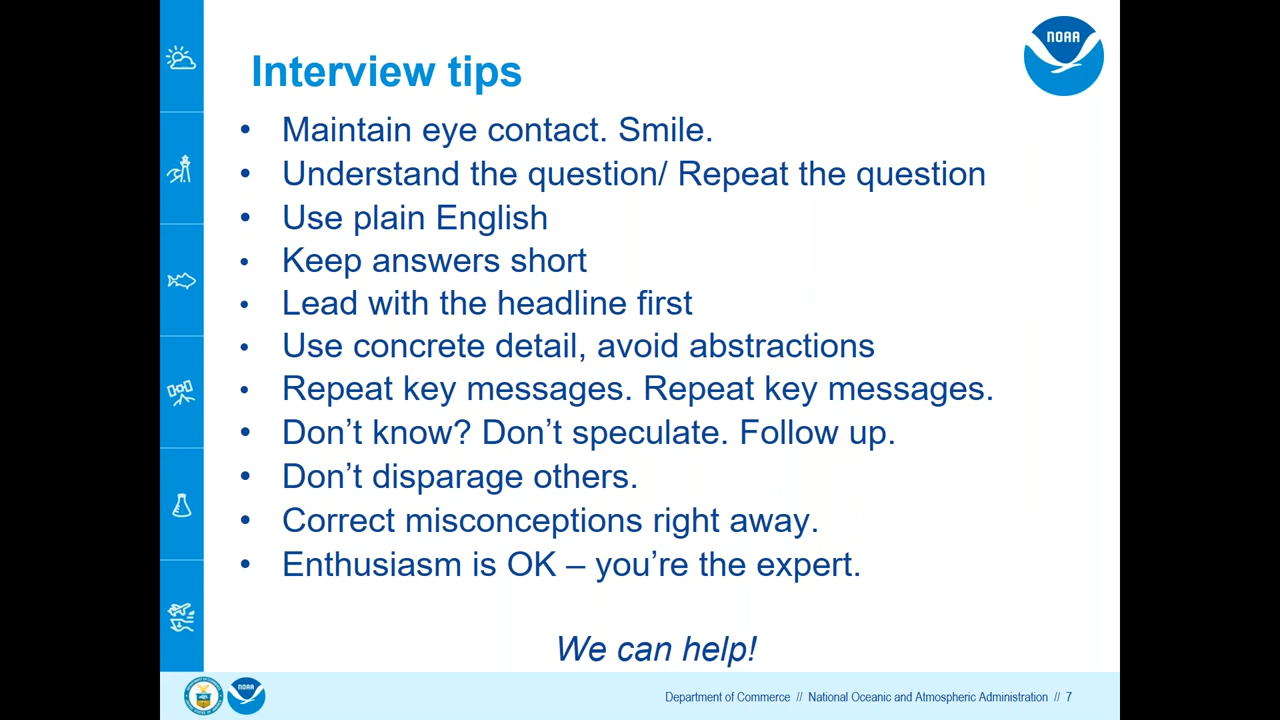 NOAA
Interview tips
• Maintain eye contact. Smile.
• Understand the question/ Repeat the question
• Use plain English
• Keep answers short
• Lead with the headline first
• Use concrete detail, avoid abstractions
• Repeat key messages. Repeat key messages.
• Don’t know? Don’t speculate. Follow up.
• Don’t disparage others.
• Correct misconceptions right away.
• Enthusiasm is OK – you’re the expert.
We can help!
NOAA
Department of Commerce // National Oceanic and Atmospheric Administration // 7